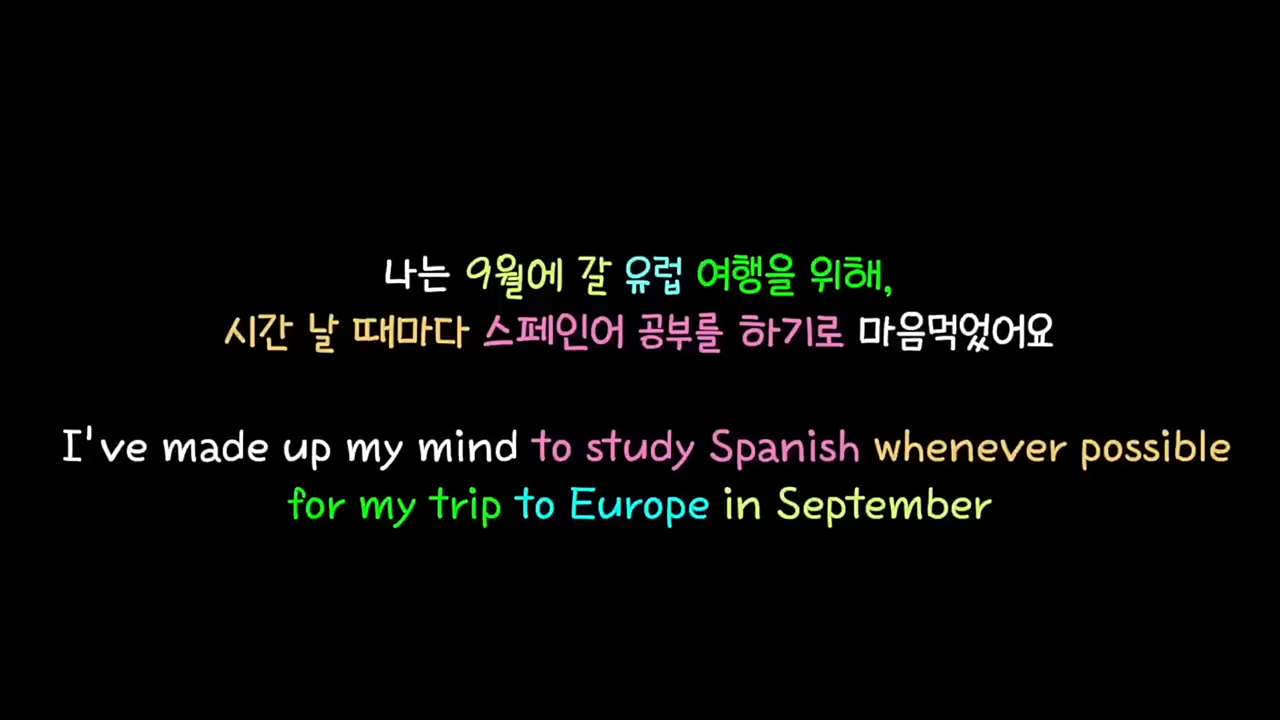 나는 9월에 갈 유럽 여행을 위해,
시간 날 때마다 스페인어 공부를 하기로 마음먹었어요
I've made up my mind to study Spanish whenever possible
for my trip to Europe in September